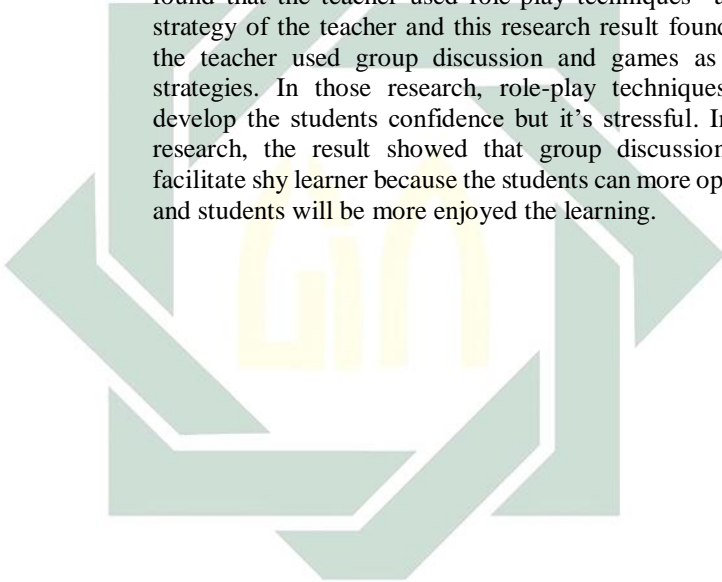 found that the teacher used role-play techniques a
strategy of the teacher and this research result found
the teacher used group discussion and games as
strategies. In those research, role-play techniques
develop the students confidence but it's stressful. In
research, the result showed that group discussion
facilitate shy learner because the students can more op
and students will be more enjoyed the learning.